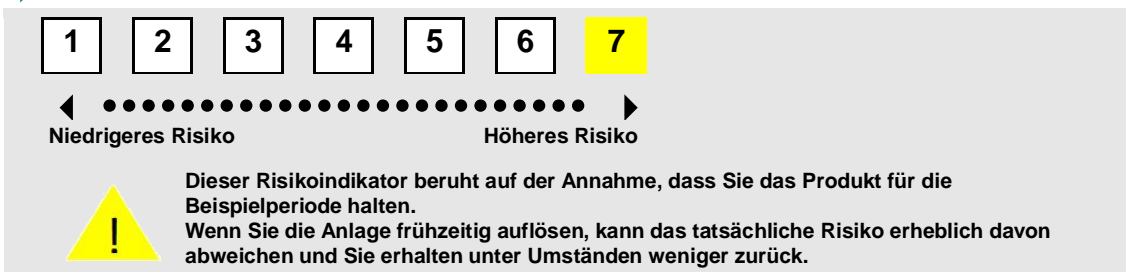 1 2 3 4 5 6 7
Niedrigeres Risiko Höheres Risiko
Dieser Risikoindikator beruht auf der Annahme, dass Sie das Produkt für die
Beispielperiode halten.
! Wenn Sie die Anlage frühzeitig auflösen, kann das tatsächliche Risiko erheblich davon
abweichen und Sie erhalten unter Umständen weniger zurück.